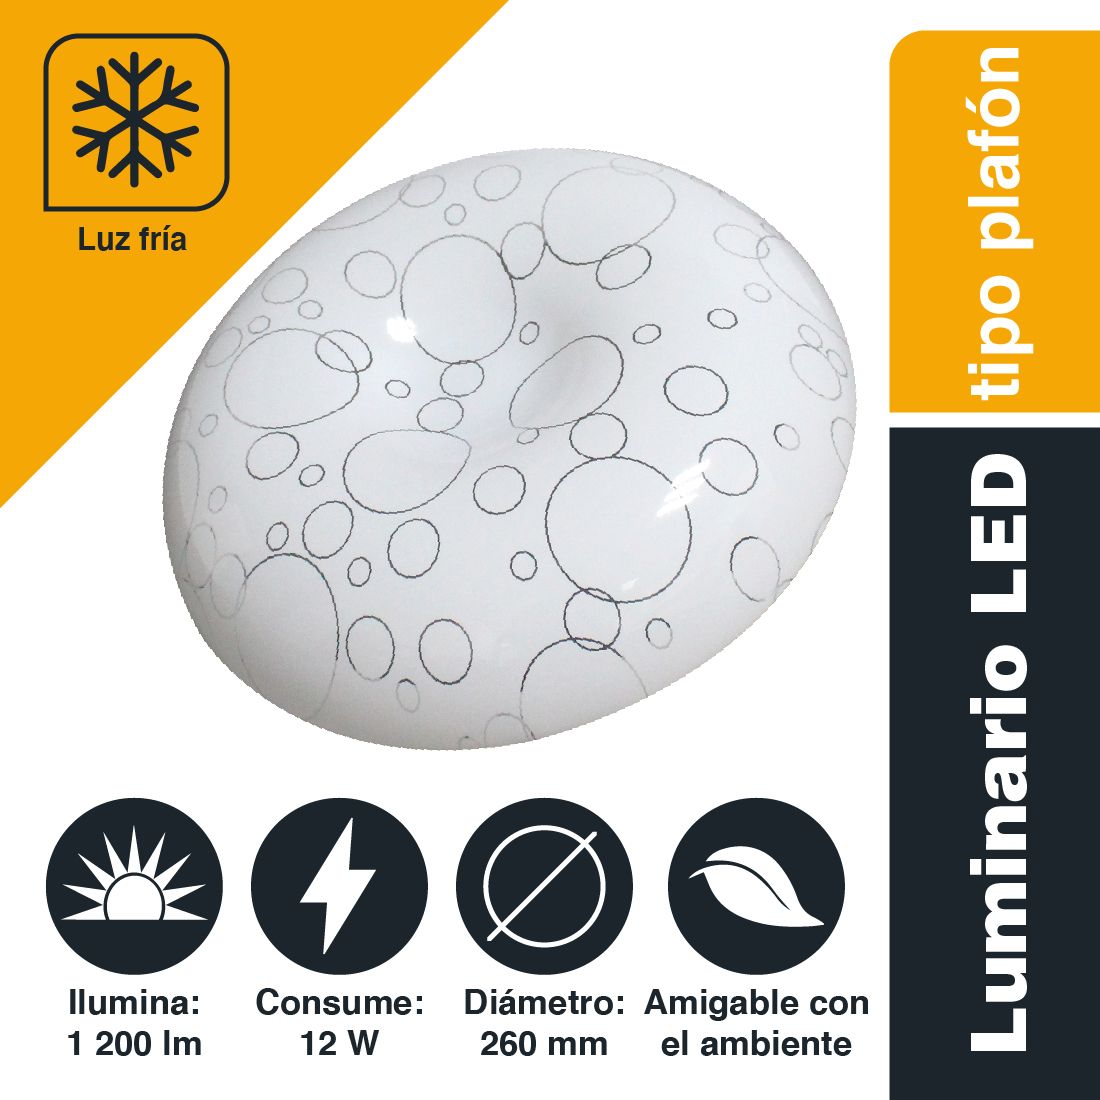 Luz fría
Luminario LED
tipo plafón
Ilumina:
1 200 lm
Consume:
12 W
Diámetro:
260 mm
Amigable con
el ambiente